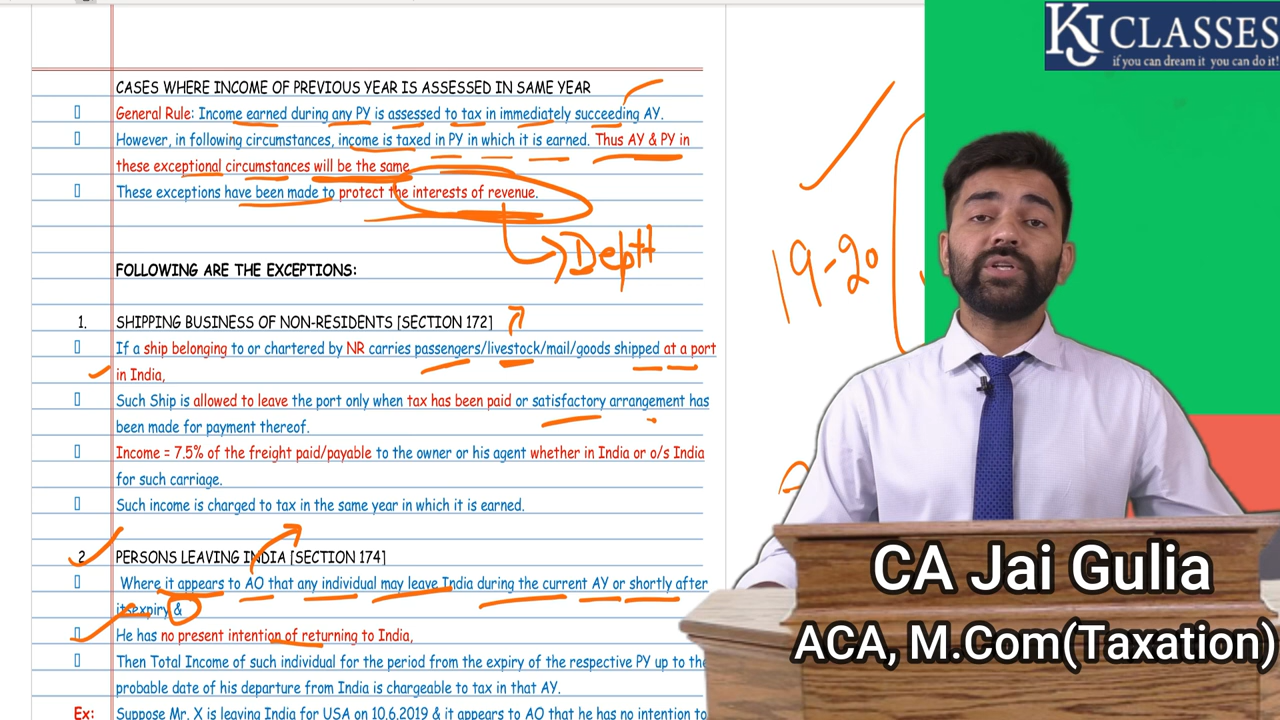 KJ CLASSES
if you can dream it you can do it!
CASES WHERE INCOME OF PREVIOUS YEAR IS ASSESSED IN SAME YEAR
General Rule: Income earned during any PY is assessed to tax in immediately succeeding AY.
However, in following circumstances, income is taxed in PY in which it is earned. Thus AY & PY in
these exceptional circumstances will be the same
These exceptions have been made to protect the interests of revenue.
Deptt
19-20
FOLLOWING ARE THE EXCEPTIONS:
1. SHIPPING BUSINESS OF NON-RESIDENTS [SECTION 172]
If a ship belonging to or chartered by NR carries passengers/livestock/mail/goods shipped at a port
in India,
Such Ship is allowed to leave the port only when tax has been paid or satisfactory arrangement has
been made for payment thereof.
Income = 7.5% of the freight paid/payable to the owner or his agent whether in India or o/s India
for such carriage.
Such income is charged to tax in the same year in which it is earned.
2 PERSONS LEAVING INDIA [SECTION 174]
Where it appears to AO that any individual may leave India during the current AY or shortly after
itsexpiry &
He has no present intention of returning to India,
Then Total Income of such individual for the period from the expiry of the respective PY up to the
probable date of his departure from India is chargeable to tax in that AY.
Ex: Suppose Mr. X is leaving India for USA on 10.6.2019 & it appears to AO that he has no intention to
CA Jai Gulia
ACA, M.Com(Taxation)